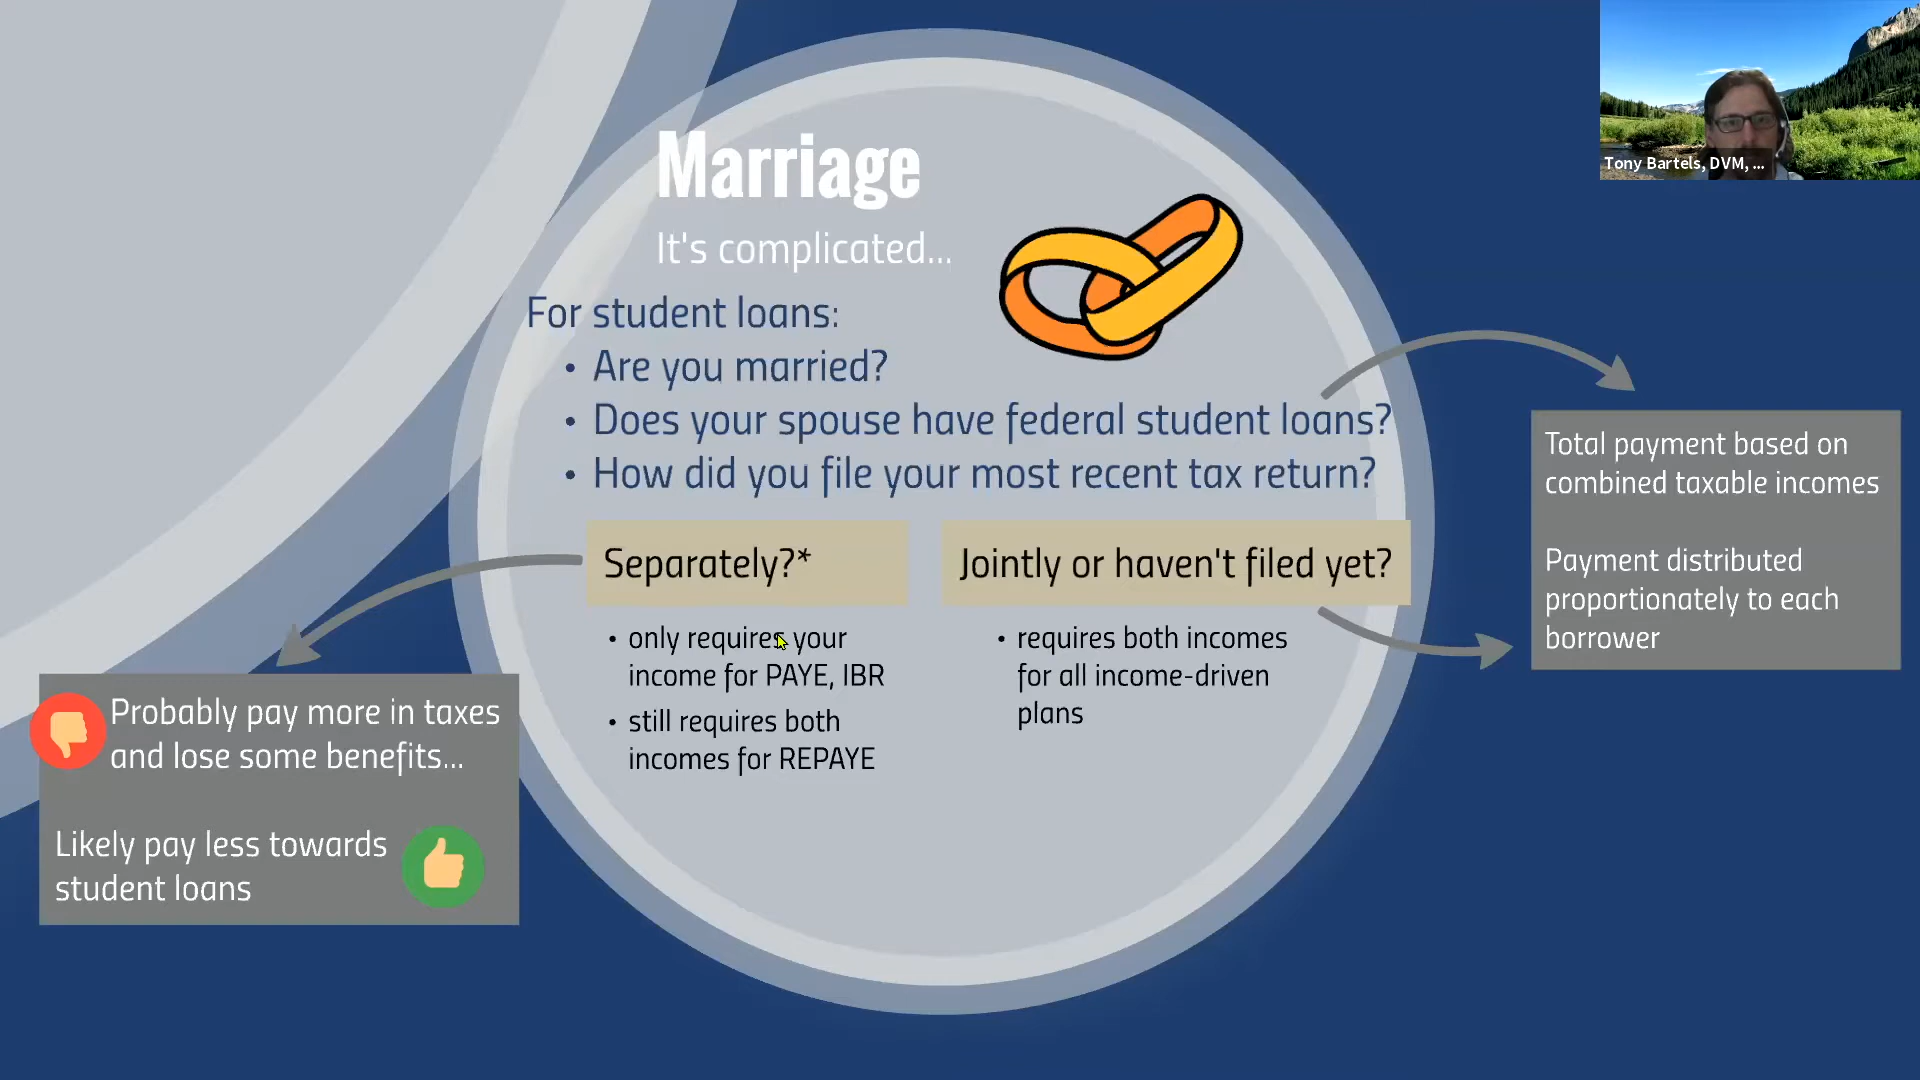 Tony Bartels, DVM, ...
Marriage
It's complicated...
For student loans:
• Are you married?
• Does your spouse have federal student loans?
• How did you file your most recent tax return?
Separately?*
• only requires your
income for PAYE, IBR
• still requires both
incomes for REPAYE
Jointly or haven't filed yet?
• requires both incomes
for all income-driven
plans
Total payment based on
combined taxable incomes
Payment distributed
proportionately to each
borrower
Probably pay more in taxes
and lose some benefits...
Likely pay less towards
student loans